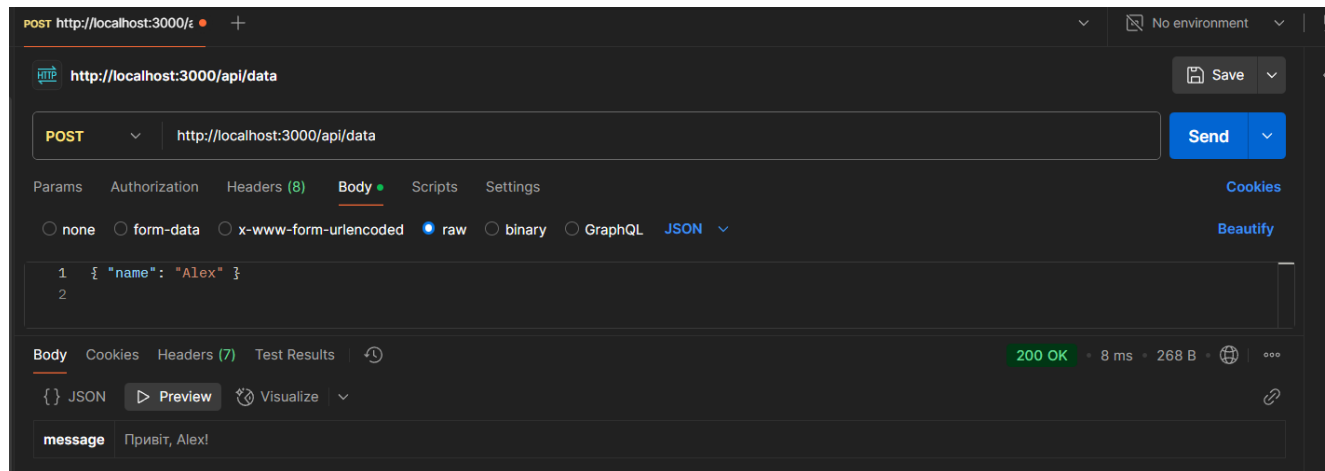 POST http://localhost:3000/a
No environment
HTTP http://localhost:3000/api/data
Save
POST http://localhost:3000/api/data
Send
Params Authorization Headers (8) Body Scripts Settings Cookies
none form-data x-www-form-urlencoded raw binary GraphQL JSON Beautify
1 { "name": "Alex" }
2
Body Cookies Headers (7) Test Results 200 OK 8 ms 268 B
{} JSON Preview Visualize
message Привіт, Alex!